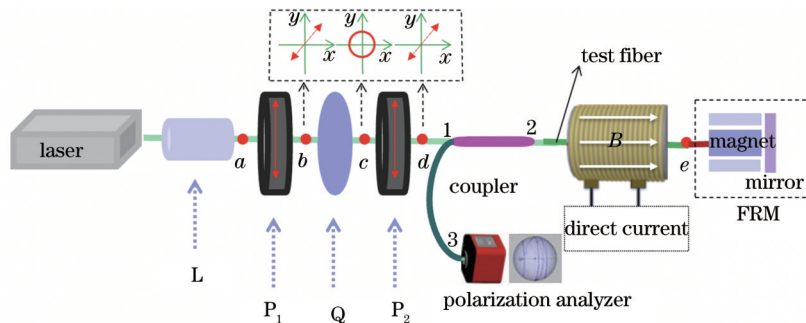 y
y
y
x
x
x
test fiber
laser
a
b
c
d
1
2
B
e
magnet
mirror
coupler
FRM
direct current
3
L
polarization analyzer
P1
Q
P2